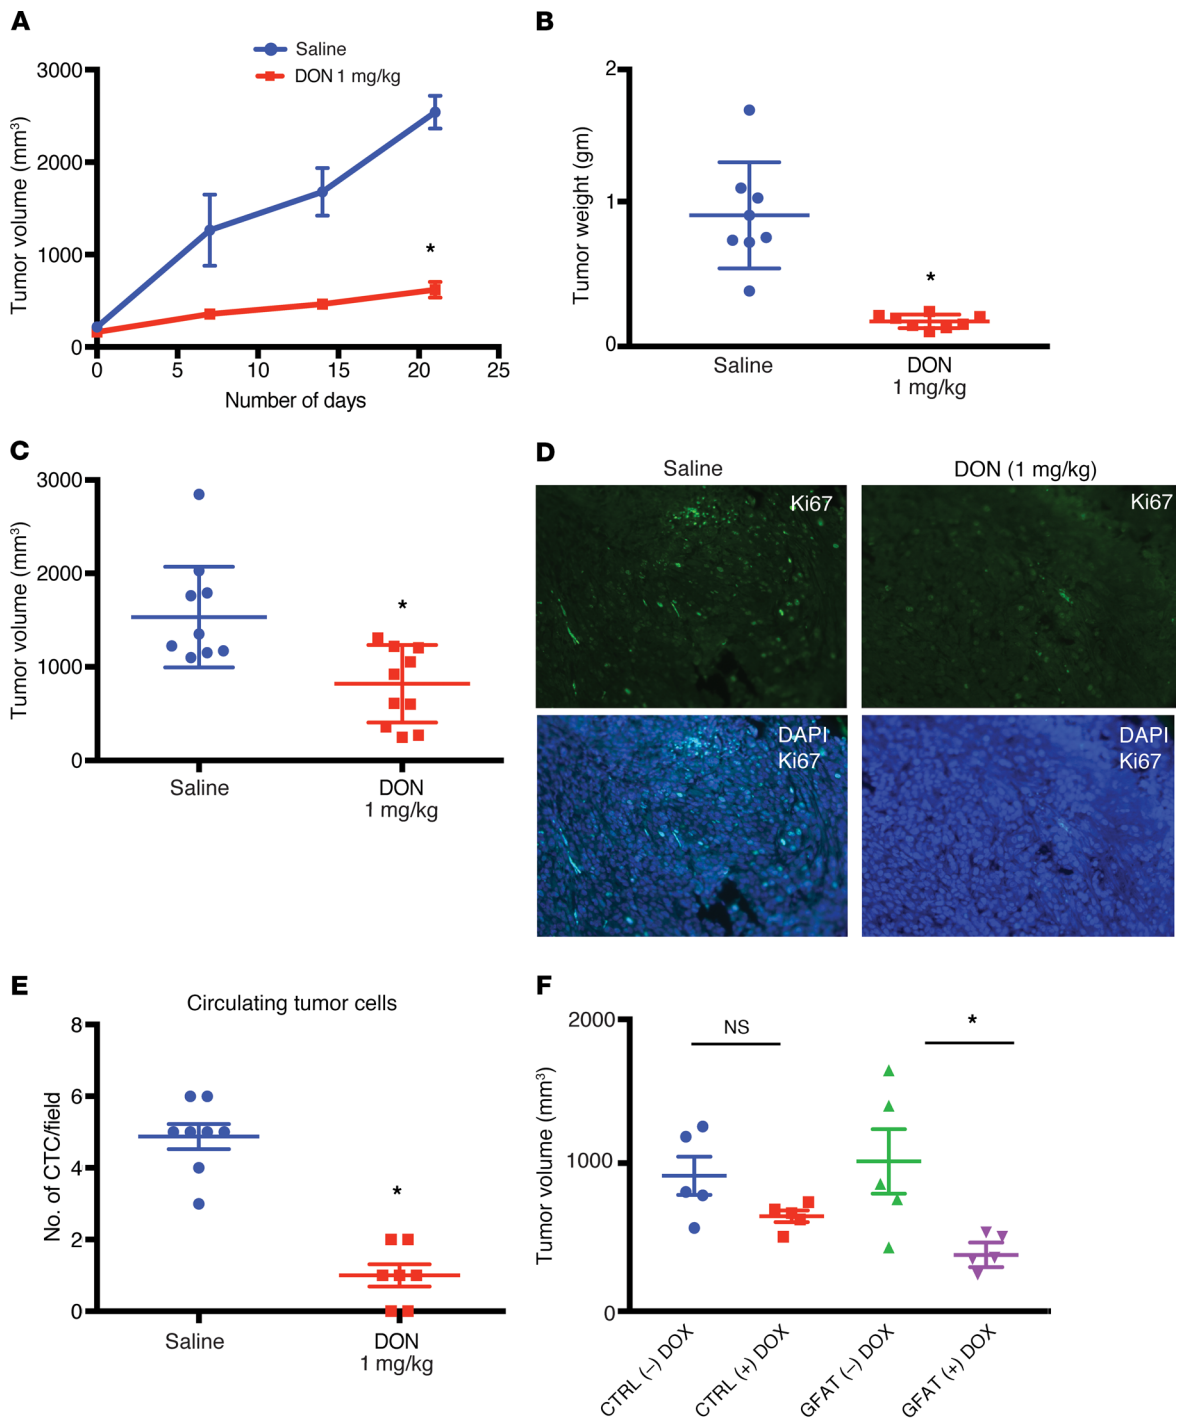 A
Saline
DON 1 mg/kg
Tumor volume (mm³)
3000
2000
1000
0
0 5 10 15 20 25
Number of days
*
B
Tumor weight (gm)
2
1
0
*
Saline
DON
1 mg/kg
C
Tumor volume (mm³)
3000
2000
1000
0
*
Saline
DON
1 mg/kg
D
Saline
DON (1 mg/kg)
Ki67
Ki67
DAPI
Ki67
DAPI
Ki67
E
Circulating tumor cells
No. of CTC/field
8
6
4
2
0
*
Saline
DON
1 mg/kg
F
Tumor volume (mm³)
2000
1000
0
NS
*
CTRL (–) DOX
CTRL (+) DOX
GFAT (–) DOX
GFAT (+) DOX